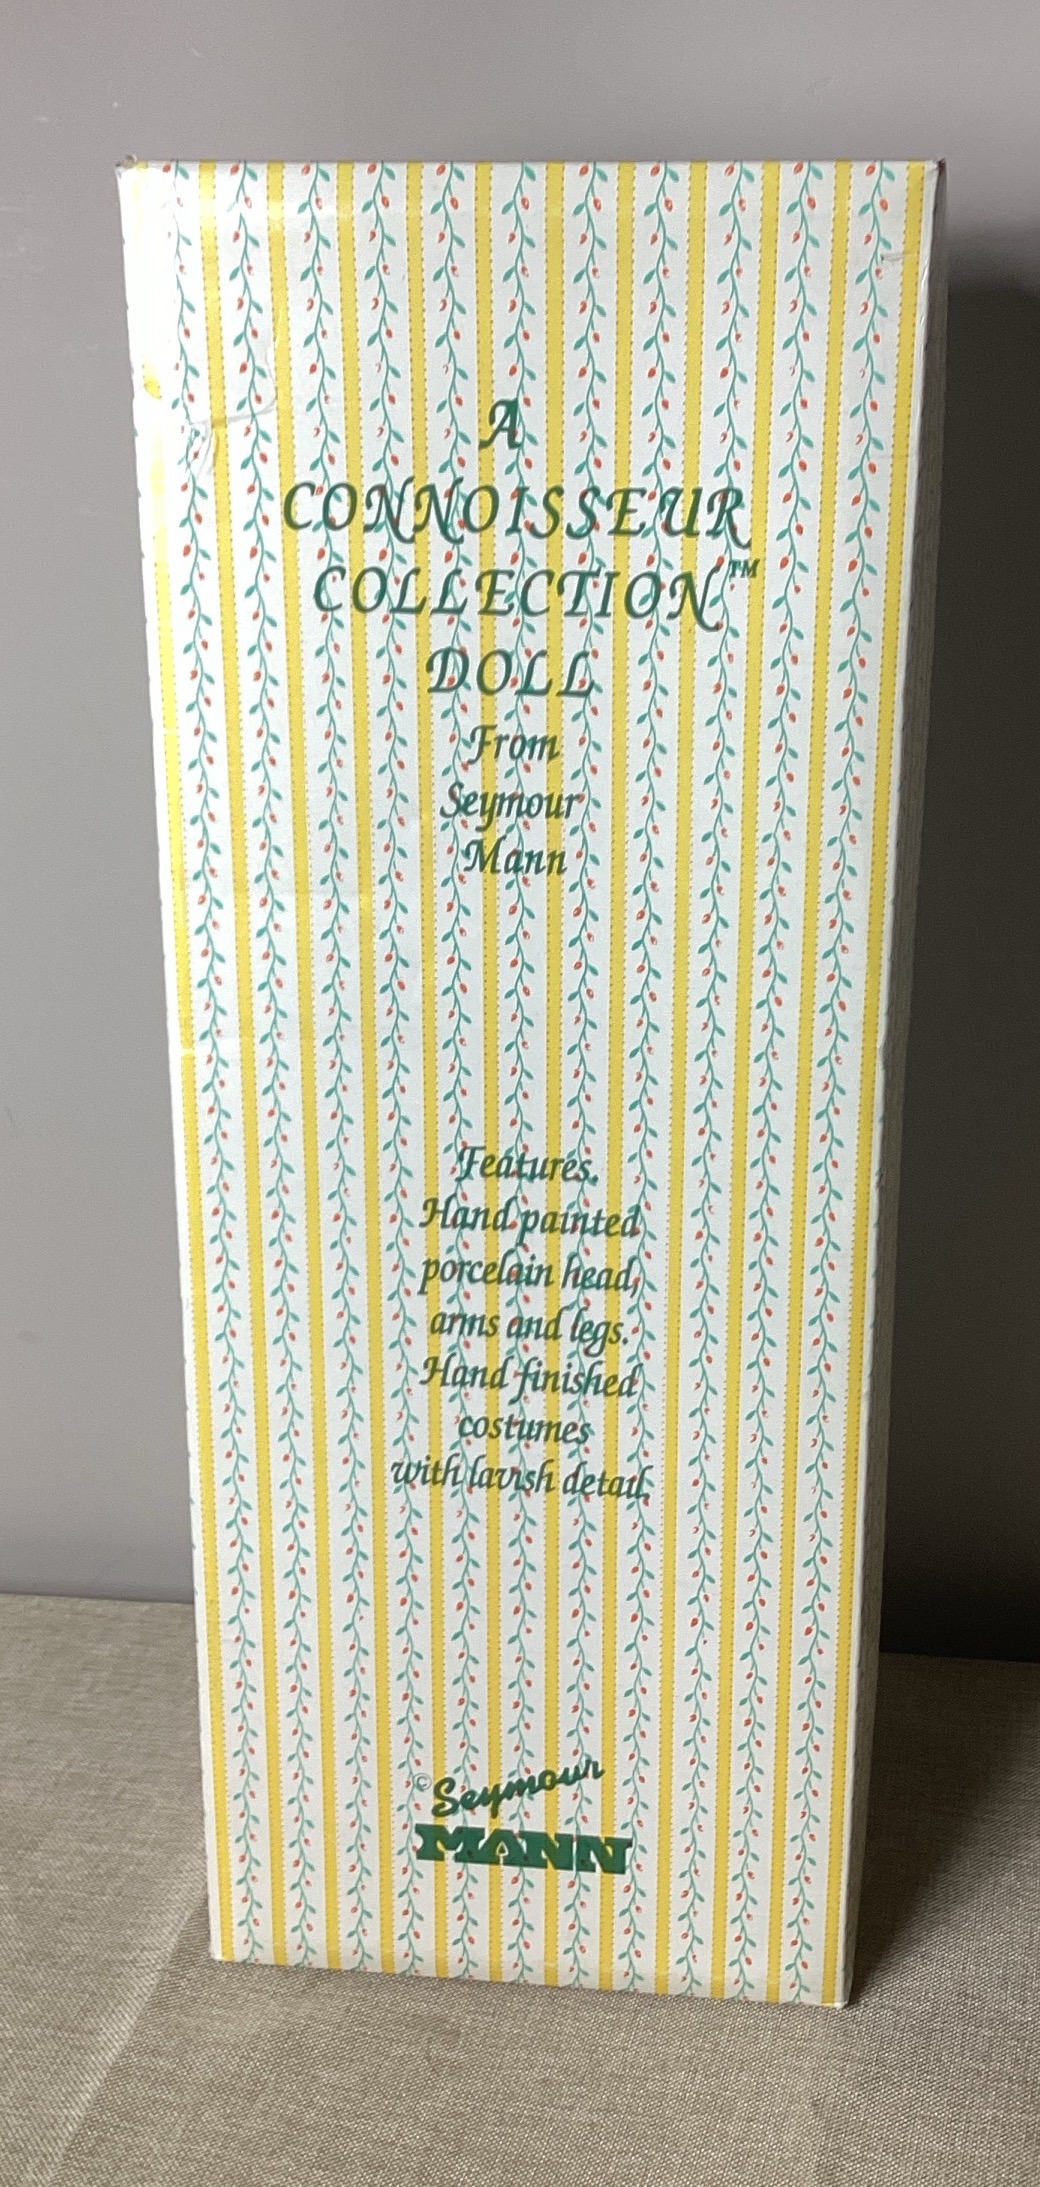 A
CONNOISSEUR
COLLECTION™
DOLL
From
Seymour
Mann
Features.
Hand painted
porcelain head,
arms and legs.
Hand finished
costumes
with lavish detail.
©Seymour
MANN